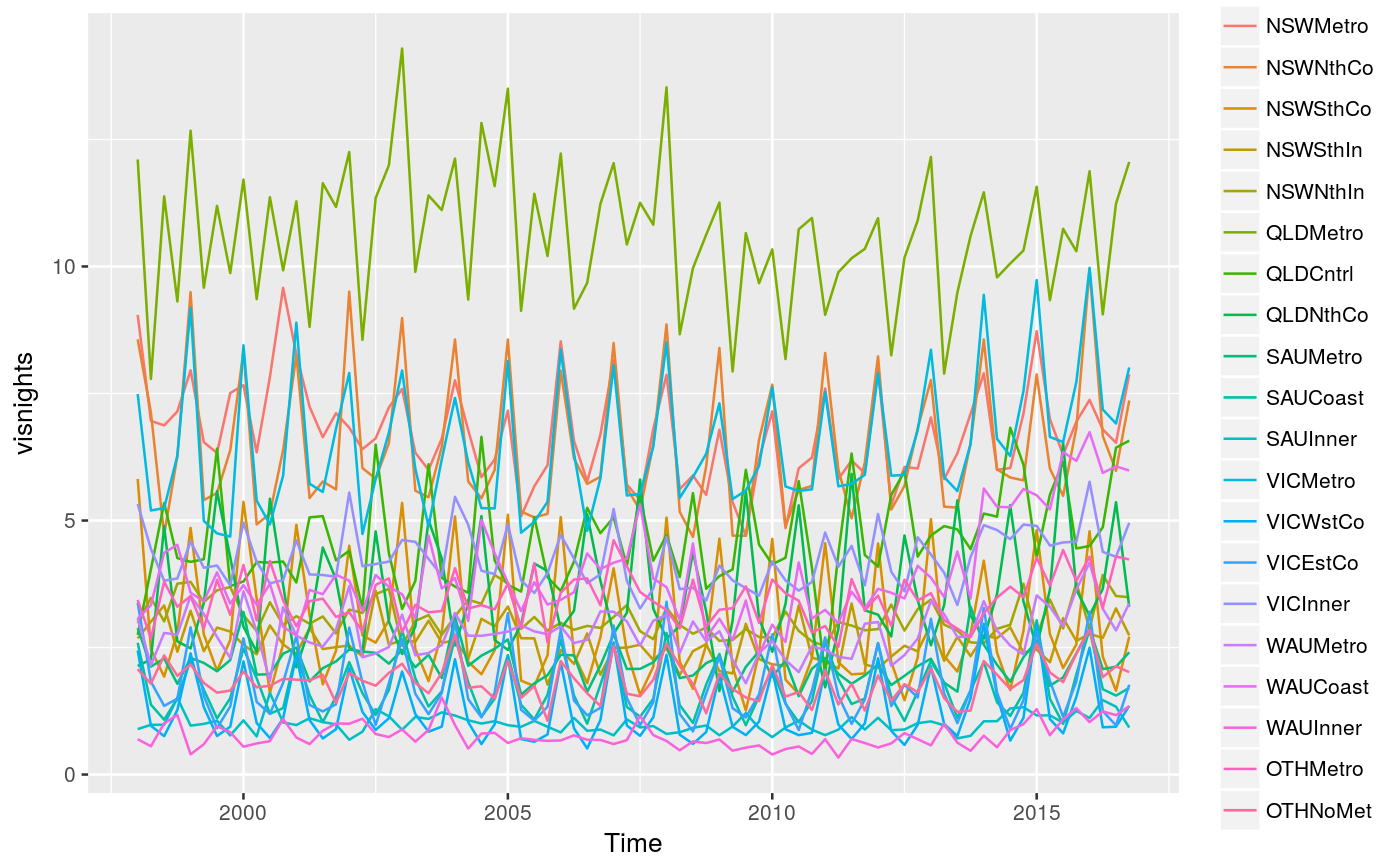 visnights
10
5
0
2000
2005
2010
2015
Time
NSWMetro
NSWNthCo
NSWSthCo
NSWSthIn
NSWNthIn
QLDMetro
QLDCntrl
QLDNthCo
SAUMetro
SAUCoast
SAUInner
VICMetro
VICWstCo
VICEstCo
VICInner
WAUMetro
WAUCoast
WAUInner
OTHMetro
OTHNoMet